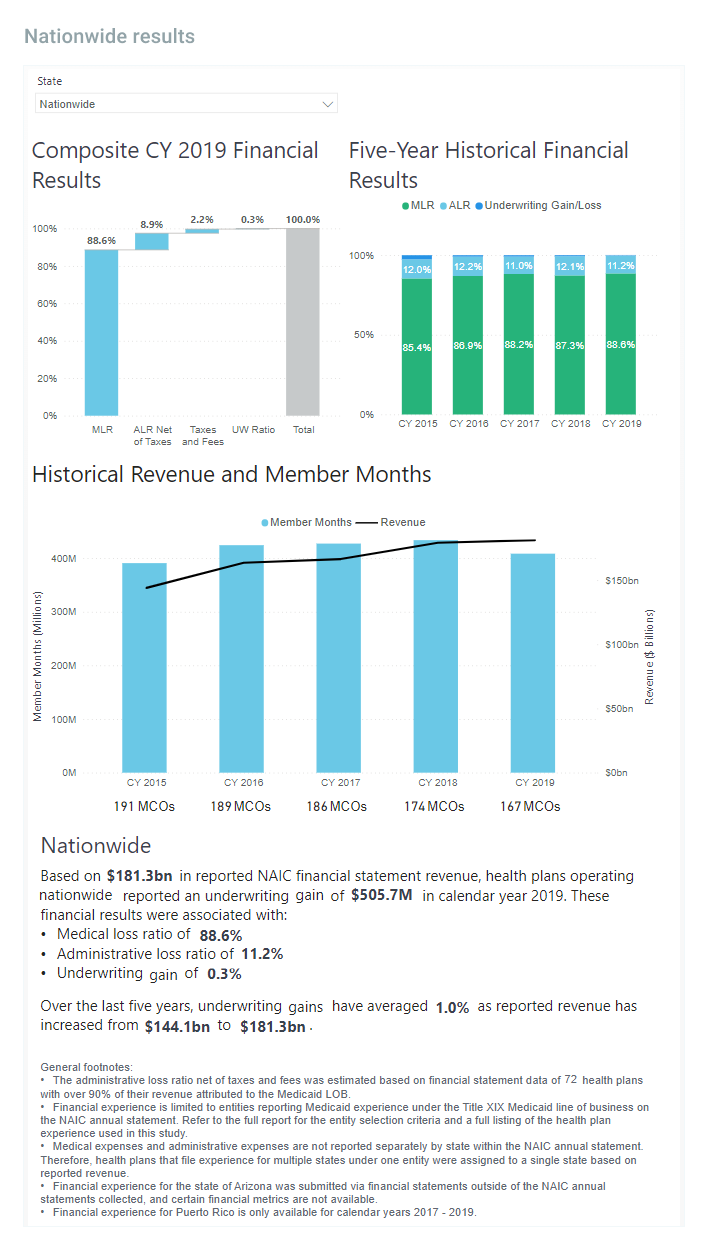 Nationwide results
State
Nationwide
Composite CY 2019 Financial
Results
88.6%
8.9%
2.2%
0.3%
100.0%
100%
80%
60%
40%
20%
0%
MLR
ALR Net
of Taxes
Taxes
and Fees
UW Ratio
Total
Five-Year Historical Financial
Results
MLR ALR Underwriting Gain/Loss
100%
50%
0%
12.0% 12.2% 11.0% 12.1% 11.2%
85.4% 86.9% 88.2% 87.3% 88.6%
CY 2015 CY 2016 CY 2017 CY 2018 CY 2019
Historical Revenue and Member Months
Member Months Revenue
Member Months (Millions)
400M
300M
200M
100M
0M
$150bn
$100bn
$50bn
$0bn
Revenue ($ Billions)
CY 2015 CY 2016 CY 2017 CY 2018 CY 2019
191 MCOs 189 MCOs 186 MCOs 174 MCOs 167 MCOs
Nationwide
Based on $181.3bn in reported NAIC financial statement revenue, health plans operating
nationwide reported an underwriting gain of $505.7M in calendar year 2019. These
financial results were associated with:
• Medical loss ratio of 88.6%
• Administrative loss ratio of 11.2%
• Underwriting gain of 0.3%
Over the last five years, underwriting gains have averaged 1.0% as reported revenue has
increased from $144.1bn to $181.3bn .
General footnotes:
• The administrative loss ratio net of taxes and fees was estimated based on financial statement data of 72 health plans
with over 90% of their revenue attributed to the Medicaid LOB.
• Financial experience is limited to entities reporting Medicaid experience under the Title XIX Medicaid line of business on
the NAIC annual statement. Refer to the full report for the entity selection criteria and a full listing of the health plan
experience used in this study.
• Medical expenses and administrative expenses are not reported separately by state within the NAIC annual statement.
Therefore, health plans that file experience for multiple states under one entity were assigned to a single state based on
reported revenue.
• Financial experience for the state of Arizona was submitted via financial statements outside of the NAIC annual
statements collected, and certain financial metrics are not available.
• Financial experience for Puerto Rico is only available for calendar years 2017 - 2019.